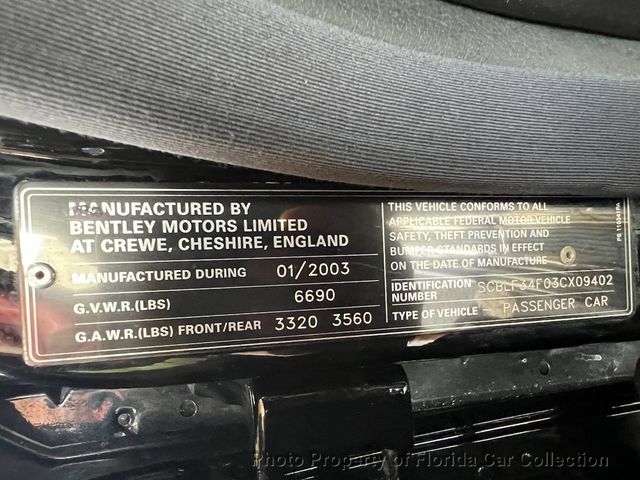 MANUFACTURED BY
BENTLEY MOTORS LIMITED
AT CREWE, CHESHIRE, ENGLAND
MANUFACTURED DURING 01/2003
G.V.W.R.(LBS) 6690
G.A.W.R.(LBS) FRONT/REAR 3320 3560
THIS VEHICLE CONFORMS TO ALL
APPLICABLE FEDERAL MOTOR VEHICLE
SAFETY, THEFT PREVENTION AND
BUMPER STANDARDS IN EFFECT
ON THE DATE OF MANUFACTURE
IDENTIFICATION NUMBER SCBLF34F03CX09402
TYPE OF VEHICLE - PASSENGER CAR
Photo Property of Florida Car Collection